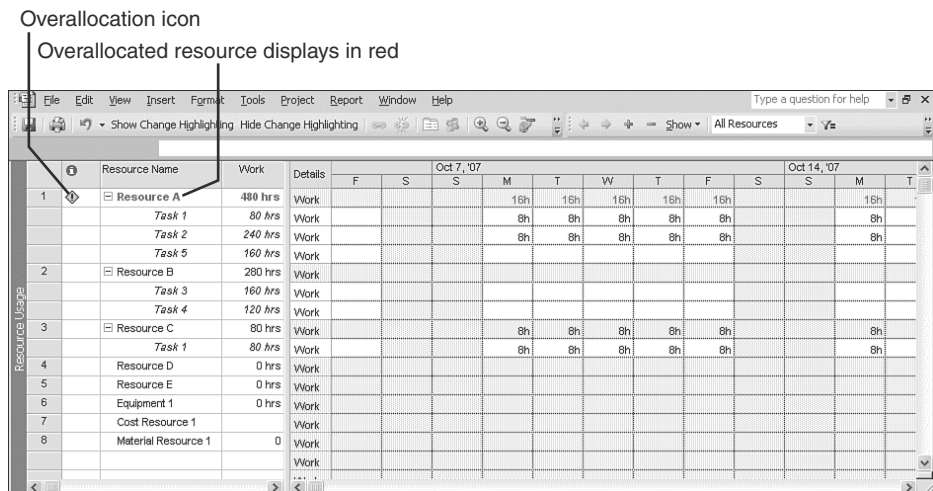 Overallocation icon
Overallocated resource displays in red
File Edit View Insert Format Tools Project Report Window Help Type a question for help
Show Change Highlighting Hide Change Highlighting Show All Resources
Resource Name Work Details Oct 7, '07 Oct 14, '07
F S S M T W T F S S M T
1 Resource A 480 hrs Work 16h 16h 16h 16h 16h 16h
Task 1 80 hrs Work 8h 8h 8h 8h 8h 8h
Task 2 240 hrs Work 8h 8h 8h 8h 8h 8h
Task 5 160 hrs Work
2 Resource B 280 hrs Work
Task 3 160 hrs Work
Task 4 120 hrs Work
3 Resource C 80 hrs Work 8h 8h 8h 8h 8h 8h
Task 1 80 hrs Work 8h 8h 8h 8h 8h 8h
4 Resource D 0 hrs Work
5 Resource E 0 hrs Work
6 Equipment 1 0 hrs Work
7 Cost Resource 1 Work
8 Material Resource 1 0 Work
Work
Resource Usage